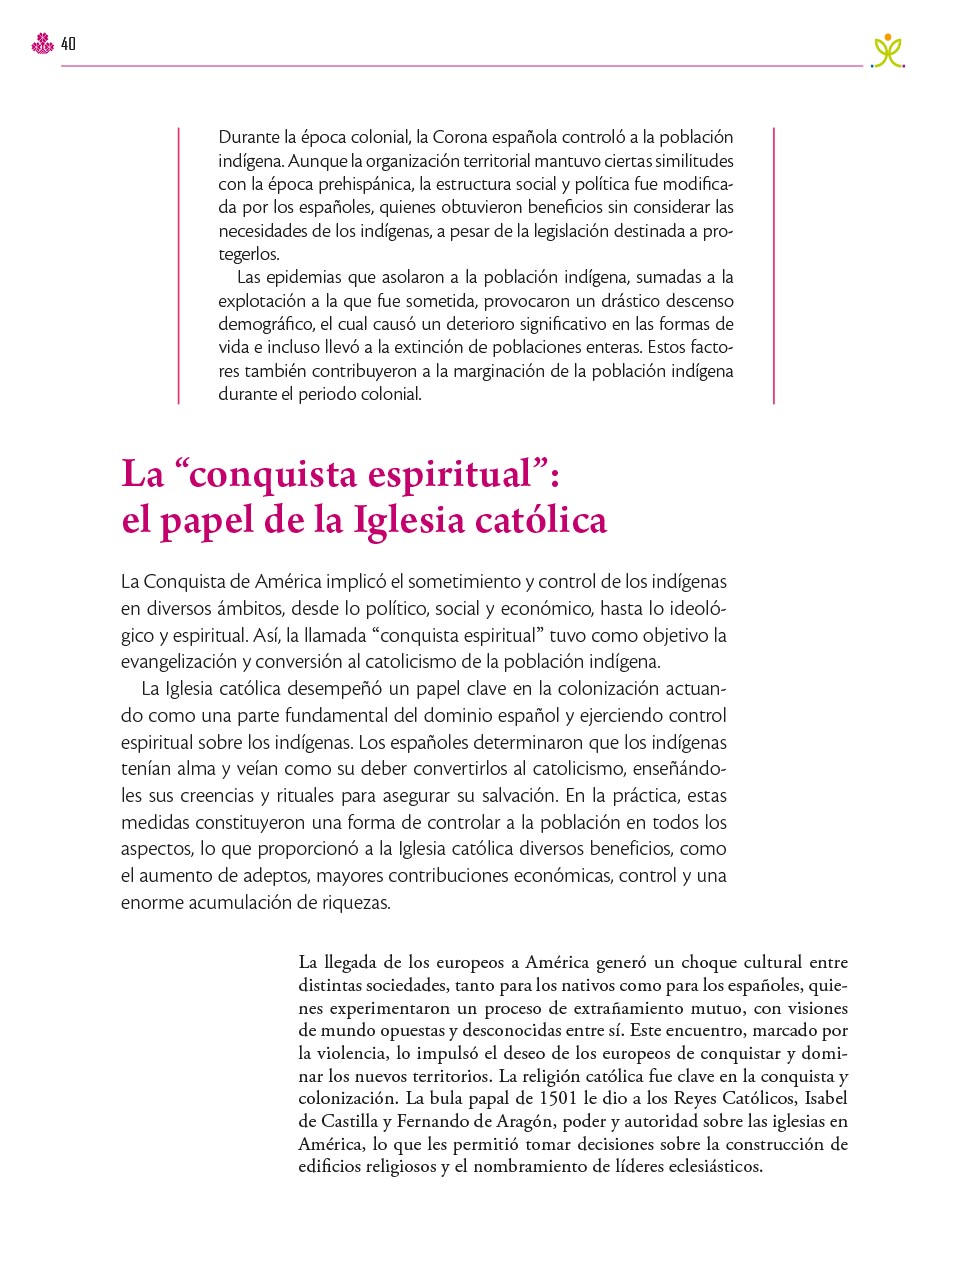 40
Durante la época colonial, la Corona española controló a la población
indígena. Aunque la organización territorial mantuvo ciertas similitudes
con la época prehispánica, la estructura social y política fue modifica-
da por los españoles, quienes obtuvieron beneficios sin considerar las
necesidades de los indígenas, a pesar de la legislación destinada a pro-
tegerlos.
Las epidemias que asolaron a la población indígena, sumadas a la
explotación a la que fue sometida, provocaron un drástico descenso
demográfico, el cual causó un deterioro significativo en las formas de
vida e incluso llevó a la extinción de poblaciones enteras. Estos facto-
res también contribuyeron a la marginación de la población indígena
durante el periodo colonial.
La “conquista espiritual”:
el papel de la Iglesia católica
La Conquista de América implicó el sometimiento y control de los indígenas
en diversos ámbitos, desde lo político, social y económico, hasta lo ideoló-
gico y espiritual. Así, la llamada “conquista espiritual” tuvo como objetivo la
evangelización y conversión al catolicismo de la población indígena.
La Iglesia católica desempeñó un papel clave en la colonización actuan-
do como una parte fundamental del dominio español y ejerciendo control
espiritual sobre los indígenas. Los españoles determinaron que los indígenas
tenían alma y veían como su deber convertirlos al catolicismo, enseñándo-
les sus creencias y rituales para asegurar su salvación. En la práctica, estas
medidas constituyeron una forma de controlar a la población en todos los
aspectos, lo que proporcionó a la Iglesia católica diversos beneficios, como
el aumento de adeptos, mayores contribuciones económicas, control y una
enorme acumulación de riquezas.
La llegada de los europeos a América generó un choque cultural entre
distintas sociedades, tanto para los nativos como para los españoles, quie-
nes experimentaron un proceso de extrañamiento mutuo, con visiones
de mundo opuestas y desconocidas entre sí. Este encuentro, marcado por
la violencia, lo impulsó el deseo de los europeos de conquistar y domi-
nar los nuevos territorios. La religión católica fue clave en la conquista y
colonización. La bula papal de 1501 le dio a los Reyes Católicos, Isabel
de Castilla y Fernando de Aragón, poder y autoridad sobre las iglesias en
América, lo que les permitió tomar decisiones sobre la construcción de
edificios religiosos y el nombramiento de líderes eclesiásticos.